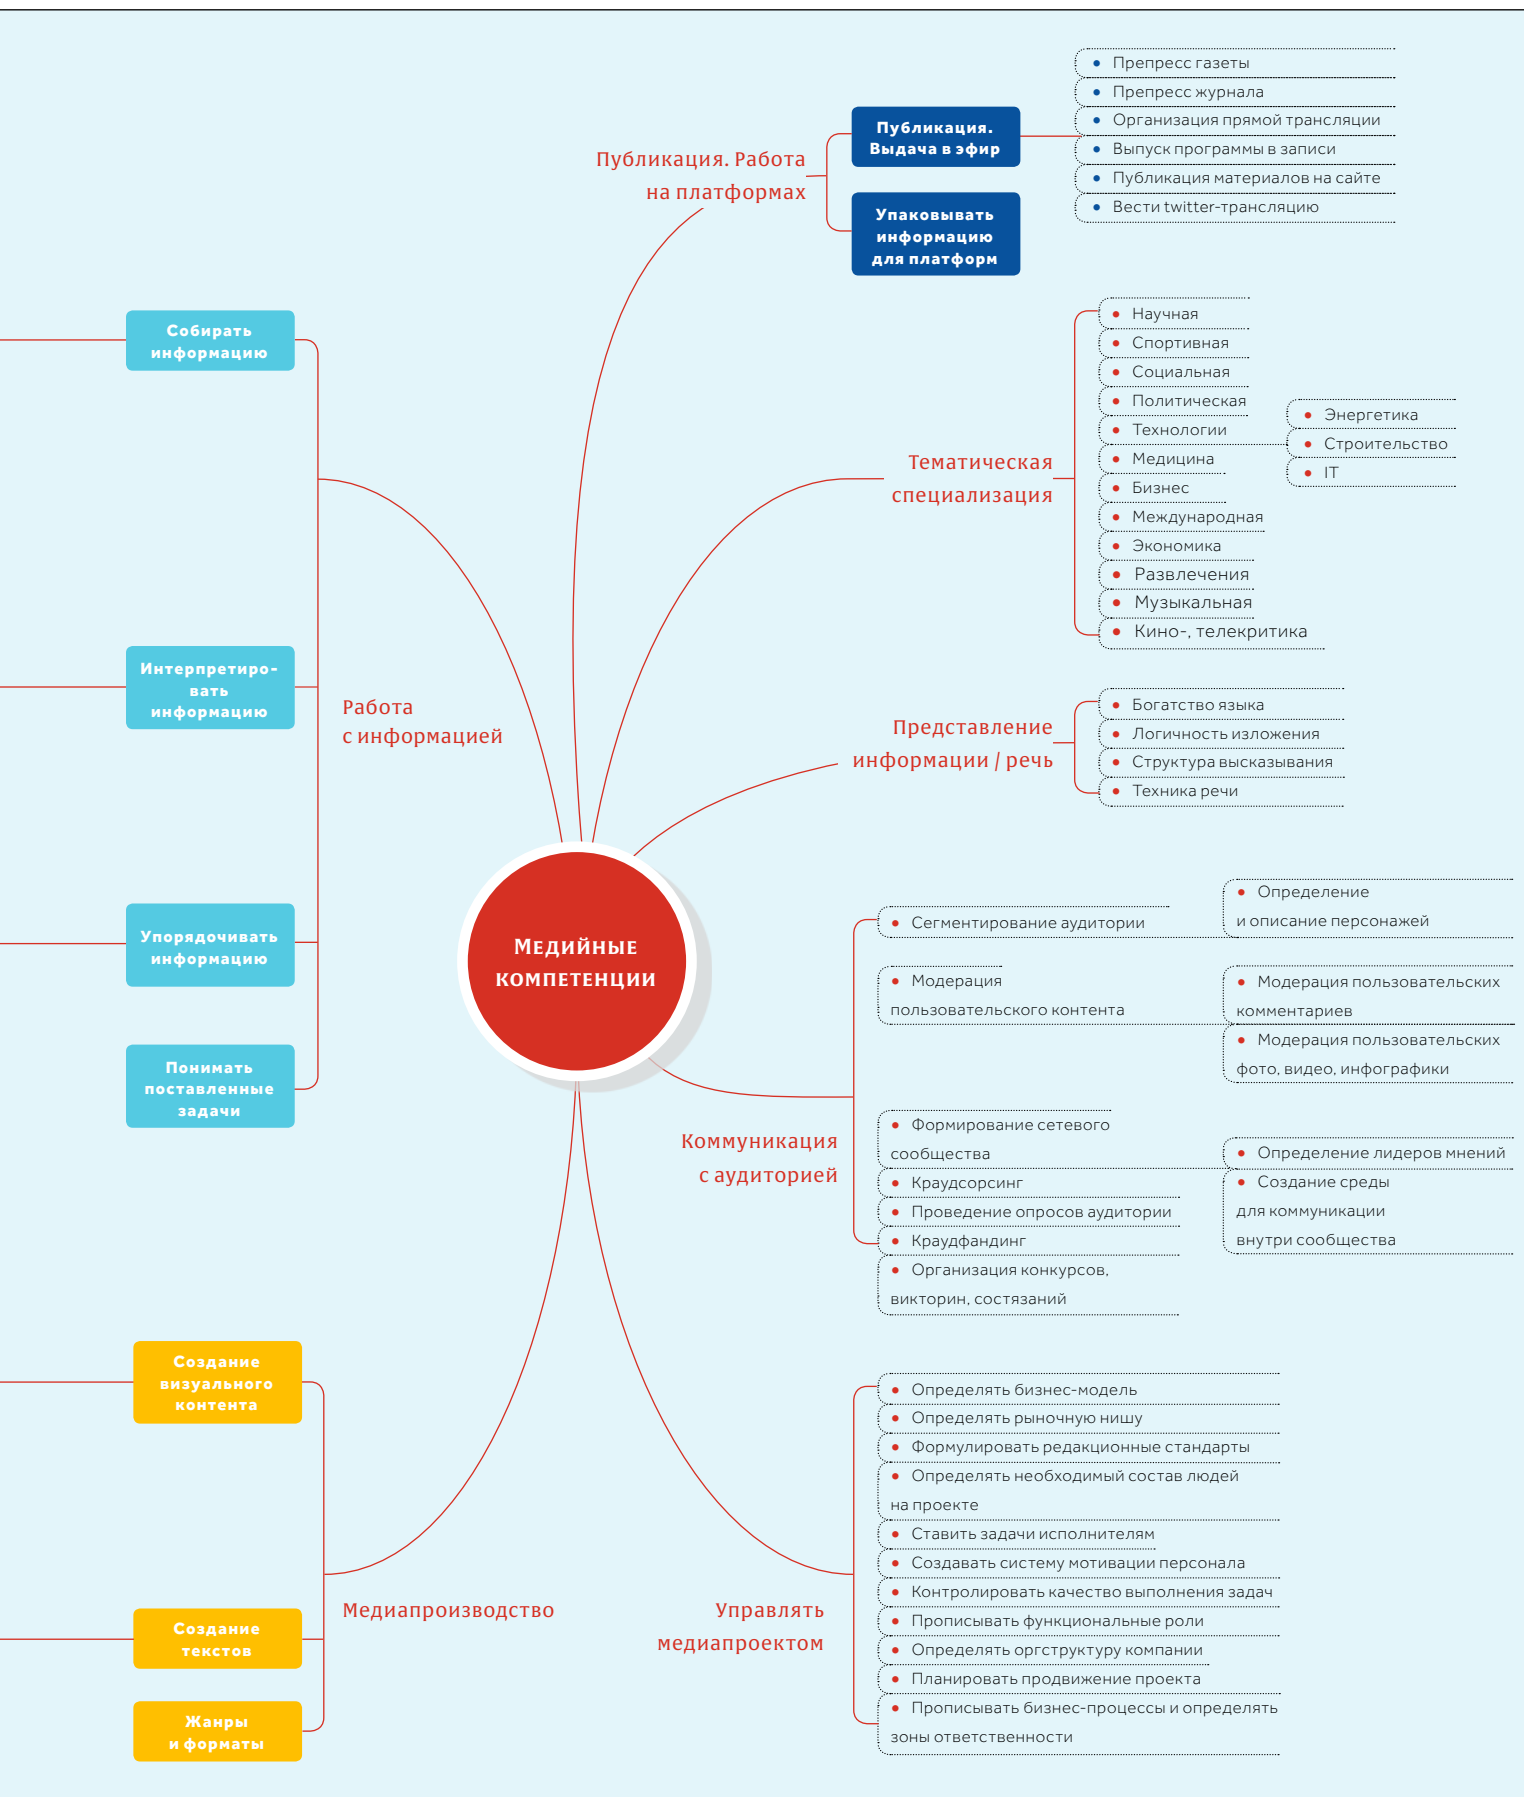 Препресс газеты
Препресс журнала
Организация прямой трансляции
Выпуск программы в записи
Публикация материалов на сайте
Вести twitter-трансляцию
Публикация.
Выдача в эфир
Публикация. Работа
на платформах
Упаковывать
информацию
для платформ
Научная
Спортивная
Социальная
Политическая
Технологии
Медицина
Бизнес
Международная
Экономика
Развлечения
Музыкальная
Кино-, телекритика
Энергетика
Строительство
IT
Тематическая
специализация
Собирать
информацию
Интерпретиро-
вать
информацию
Работа
с информацией
Упорядочивать
информацию
Понимать
поставленные
задачи
Представление
информации / речь
Богатство языка
Логичность изложения
Структура высказывания
Техника речи
Медийные
компетенции
Сегментирование аудитории
Определение
и описание персонажей
Модерация
пользовательского контента
Модерация пользовательских
комментариев
Модерация пользовательских
фото, видео, инфографики
Коммуникация
с аудиторией
Формирование сетевого
сообщества
Краудсорсинг
Проведение опросов аудитории
Краудфандинг
Организация конкурсов,
викторин, состязаний
Определение лидеров мнений
Создание среды
для коммуникации
внутри сообщества
Создание
визуального
контента
Создание
текстов
Жанры
и форматы
Медиапроизводство
Управлять
медиапроектом
Определять бизнес-модель
Определять рыночную нишу
Формулировать редакционные стандарты
Определять необходимый состав людей
на проекте
Ставить задачи исполнителям
Создавать систему мотивации персонала
Контролировать качество выполнения задач
Прописывать функциональные роли
Определять оргструктуру компании
Планировать продвижение проекта
Прописывать бизнес-процессы и определять
зоны ответственности